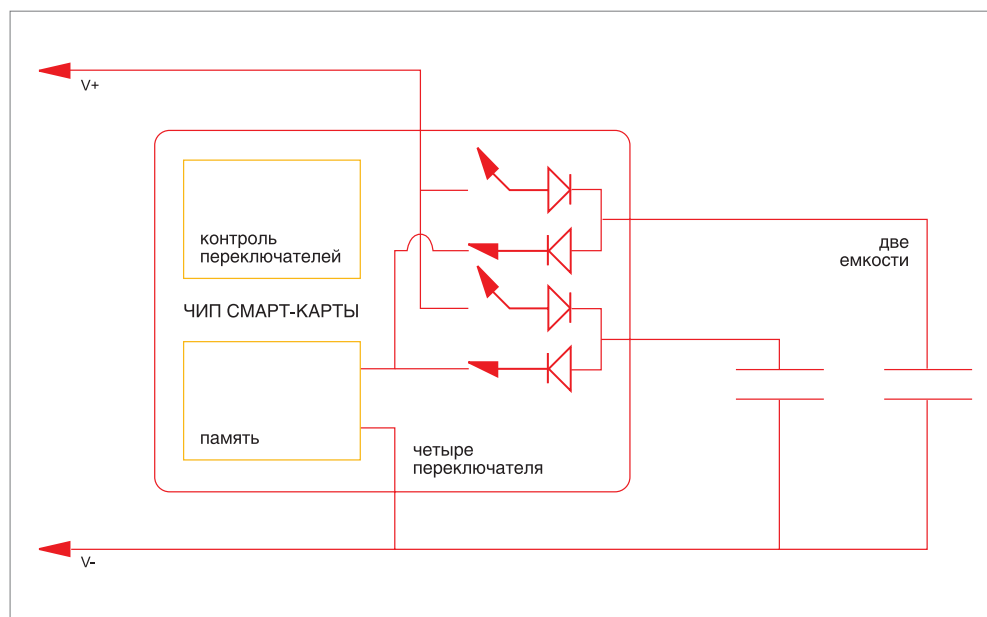 V+
контроль
переключателей
две
емкости
ЧИП СМАРТ-КАРТЫ
память
четыре
переключателя
V-